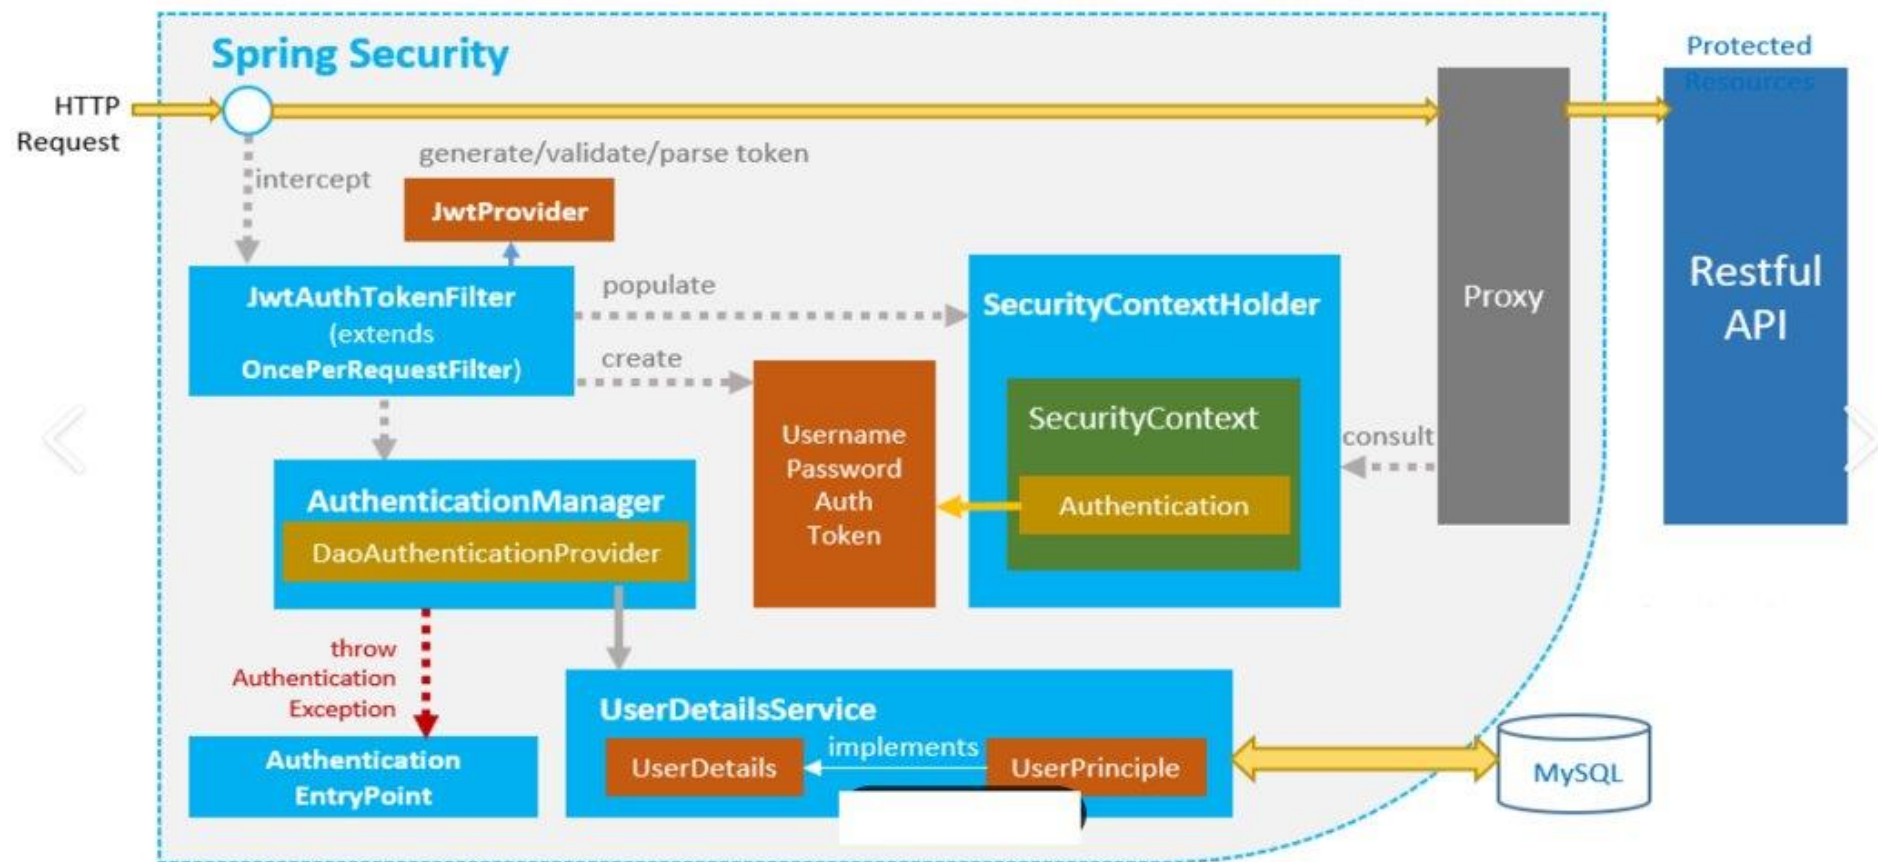 Spring Security
HTTP
Request
intercept
generate/validate/parse token
JwtProvider
JwtAuthTokenFilter
(extends
OncePerRequestFilter)
populate
create
SecurityContextHolder
SecurityContext
Authentication
Username
Password
Auth
Token
consult
Proxy
Protected
Resources
Restful
API
AuthenticationManager
DaoAuthenticationProvider
throw
Authentication
Exception
Authentication
EntryPoint
UserDetailsService
UserDetails
implements
UserPrinciple
MySQL